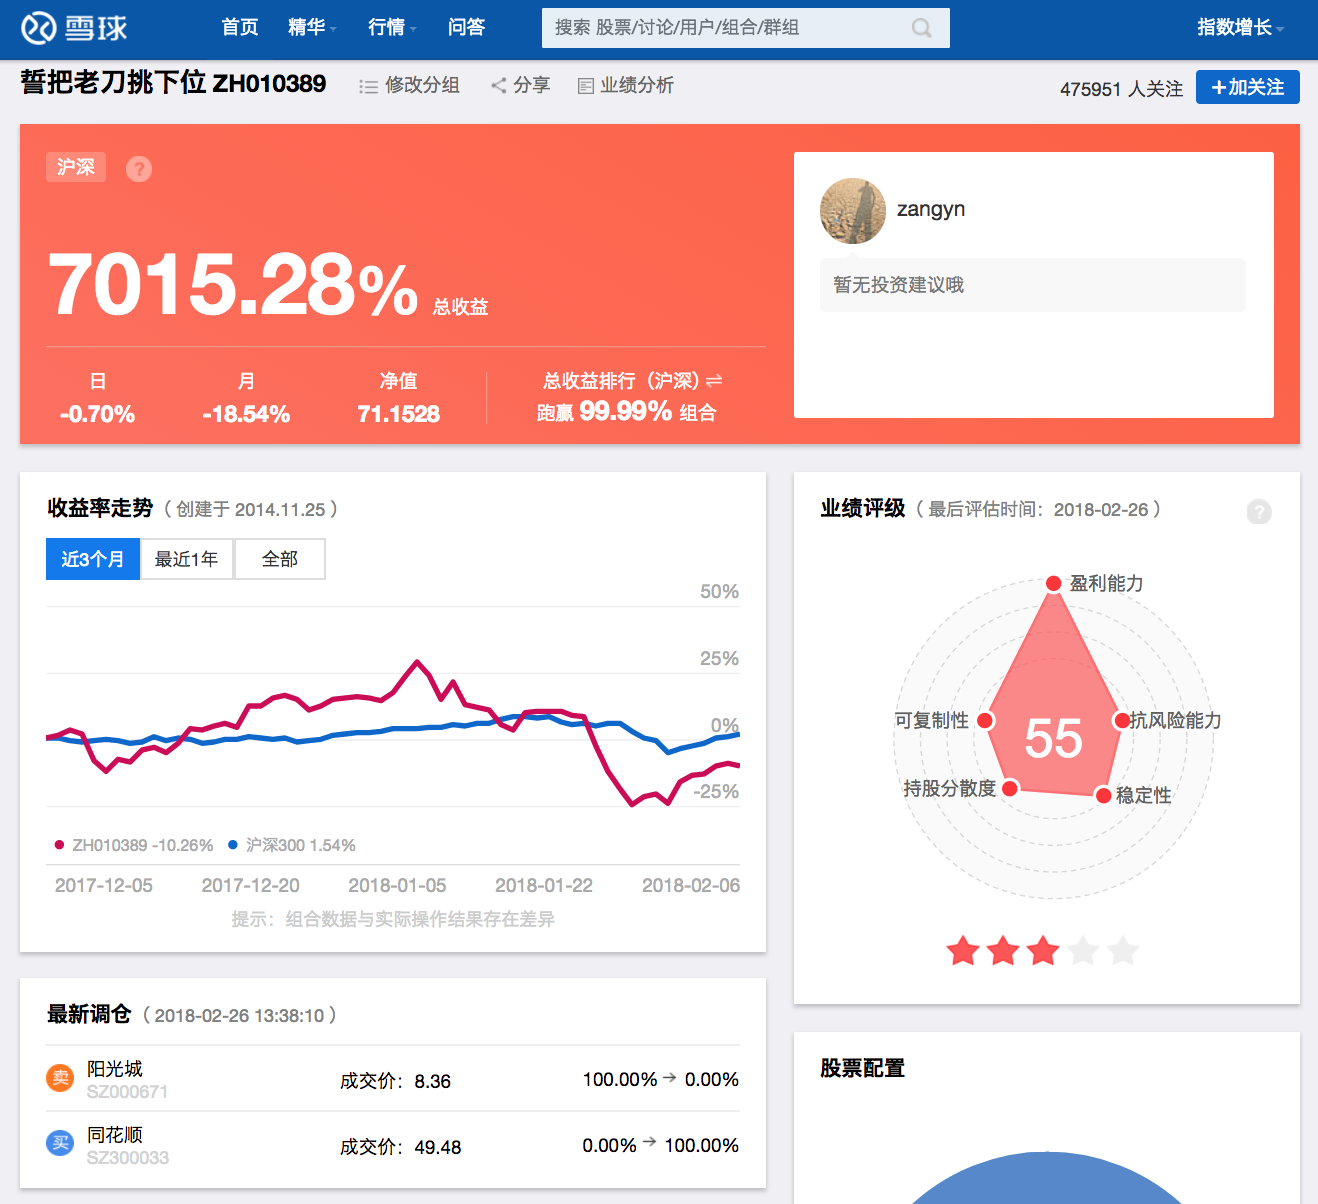 雪球 首页 精华 行情 问答 搜索 股票/讨论/用户/组合/群组 指数增长
誓把老刀挑下位 ZH010389 修改分组 分享 业绩分析 475951 人关注 +加关注
沪深 ?
7015.28% 总收益
日 月 净值 总收益排行（沪深）
-0.70% -18.54% 71.1528 跑赢 99.99% 组合
zangyn
暂无投资建议哦
收益率走势（ 创建于 2014.11.25 ）
近3个月 最近1年 全部
50%
25%
0%
-25%
ZH010389 -10.26% 沪深300 1.54%
2017-12-05 2017-12-20 2018-01-05 2018-01-22 2018-02-06
提示：组合数据与实际操作结果存在差异
业绩评级（ 最后评估时间：2018-02-26 ） ?
盈利能力
可复制性 抗风险能力
55
持股分散度 稳定性
最新调仓（ 2018-02-26 13:38:10 ）
卖 阳光城 成交价：8.36 100.00% → 0.00%
SZ000671
买 同花顺 成交价：49.48 0.00% → 100.00%
SZ300033
股票配置